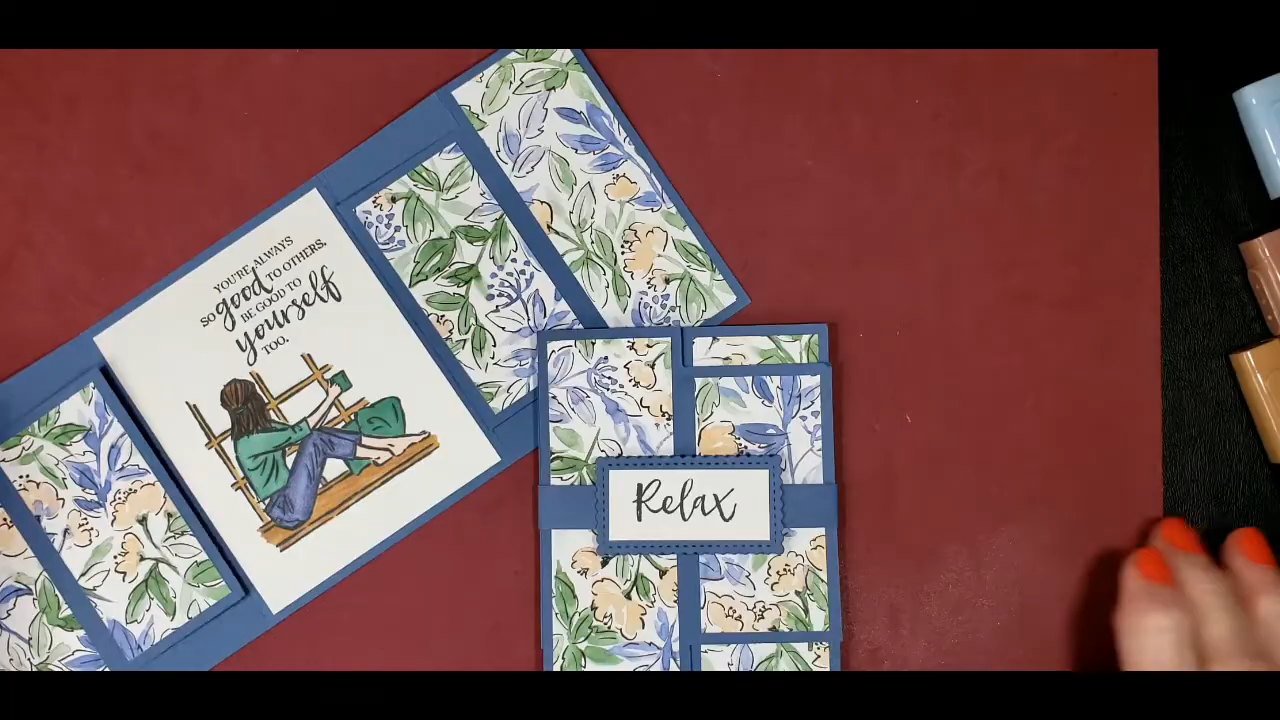 YOU'RE ALWAYS
SO good TO OTHERS.
BE GOOD TO
yourself
TOO.
Relax